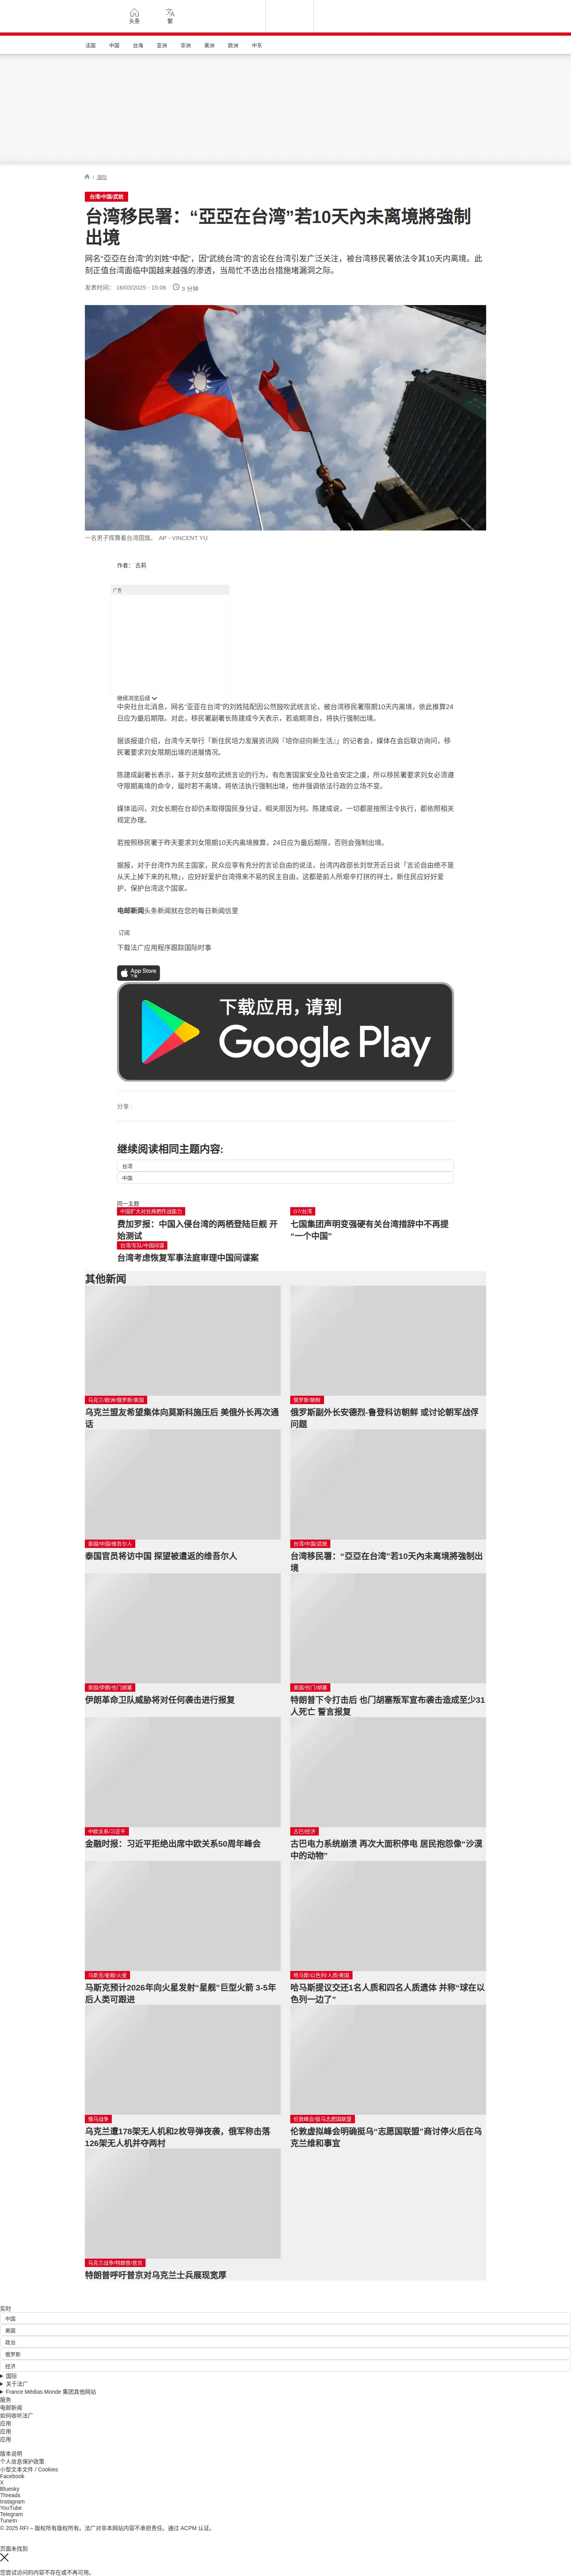 头条
繁
法国
中国
台海
亚洲
非洲
美洲
欧洲
中东
/ 国际
台湾/中国/武统
台湾移民署：“亞亞在台湾”若10天內未离境將強制
出境
网名“亞亞在台湾”的刘姓“中配”，因“武统台湾”的言论在台湾引发广泛关注，被台湾移民署依法令其10天内离境。此
刻正值台湾面临中国越来越强的渗透，当局忙不迭出台措施堵漏洞之际。
发表时间： 16/03/2025 - 15:06
3 分钟
一名男子挥舞着台湾国旗。 AP - VINCENT YU
作者： 古莉
广告
继续浏览后续
中央社台北消息，网名“亚亚在台湾”的刘姓陆配因公然鼓吹武统言论，被台湾移民署限期10天内离境，依此推算24
日应为最后期限。对此，移民署副署长陈建成今天表示，若逾期滞台，将执行强制出境。
据该报道介绍，台湾今天举行「新住民培力发展资讯网『培你迎向新生活』」的记者会，媒体在会后联访询问，移
民署要求刘女限期出境的进展情况。
陈建成副署长表示，基于刘女鼓吹武统言论的行为，有危害国家安全及社会安定之虞，所以移民署要求刘女必须遵
守限期离境的命令，届时若不离境，将依法执行强制出境，他并强调依法行政的立场不变。
媒体追问，刘女长期在台却仍未取得国民身分证，相关原因为何。陈建成说，一切都是按照法令执行，都依照相关
规定办理。
若按照移民署于昨天要求刘女限期10天内离境推算，24日应为最后期限，否则会强制出境。
据报，对于台湾作为民主国家，民众应享有充分的言论自由的说法，台湾内政部长刘世芳近日说「言论自由绝不是
从天上掉下来的礼物」，应好好爱护台湾得来不易的民主自由，这都是前人所艰辛打拼的祥土，新住民应好好爱
护、保护台湾这个国家。
电邮新闻头条新闻就在您的每日新闻信里
订阅
下载法广应用程序跟踪国际时事
App Store
下载
下载应用，请到
Google Play
分享 :
继续阅读相同主题内容:
台湾
中国
同一主题
中国扩大对台两栖作战能力
费加罗报：中国入侵台湾的两栖登陆巨舰 开
始测试
G7/台湾
七国集团声明变强硬有关台湾措辞中不再提
“一个中国”
台湾/军队/中国间谍
台湾考虑恢复军事法庭审理中国间谍案
其他新闻
乌克兰/欧洲/俄罗斯/美国
乌克兰盟友希望集体向莫斯科施压后 美俄外长再次通
话
俄罗斯/朝鲜
俄罗斯副外长安德烈-鲁登科访朝鲜 或讨论朝军战俘
问题
泰国/中国/维吾尔人
泰国官员将访中国 探望被遣返的维吾尔人
台湾/中国/武统
台湾移民署：“亞亞在台湾”若10天內未离境將強制出
境
美国/伊朗/也门胡塞
伊朗革命卫队威胁将对任何袭击进行报复
美国/也门/胡塞
特朗普下令打击后 也门胡塞叛军宣布袭击造成至少31
人死亡 誓言报复
中欧关系/习近平
金融时报：习近平拒绝出席中欧关系50周年峰会
古巴/经济
古巴电力系统崩溃 再次大面积停电 居民抱怨像“沙漠
中的动物”
马斯克/星舰/火星
马斯克预计2026年向火星发射“星舰”巨型火箭 3-5年
后人类可跟进
哈马斯/以色列/人质/美国
哈马斯提议交还1名人质和四名人质遗体 并称“球在以
色列一边了”
俄乌战争
乌克兰遭178架无人机和2枚导弹夜袭，俄军称击落
126架无人机并夺两村
伦敦峰会/挺乌志愿国联盟
伦敦虚拟峰会明确挺乌“志愿国联盟”商讨停火后在乌
克兰维和事宜
乌克兰战争/特朗普/普京
特朗普呼吁普京对乌克兰士兵展现宽厚
实时
中国
美国
政治
俄罗斯
经济
国际
关于法广
France Médias Monde 集团其他网站
服务
电邮新闻
如何收听法广
应用
应用
应用
版本说明
个人信息保护政策
小型文本文件 / Cookies
Facebook
X
Bluesky
Threads
Instagram
YouTube
Telegram
TuneIn
© 2025 RFI – 版权所有版权所有。法广对非本网站内容不承担责任。通过 ACPM 认证。
页面未找到
您尝试访问的内容不存在或不再可用。